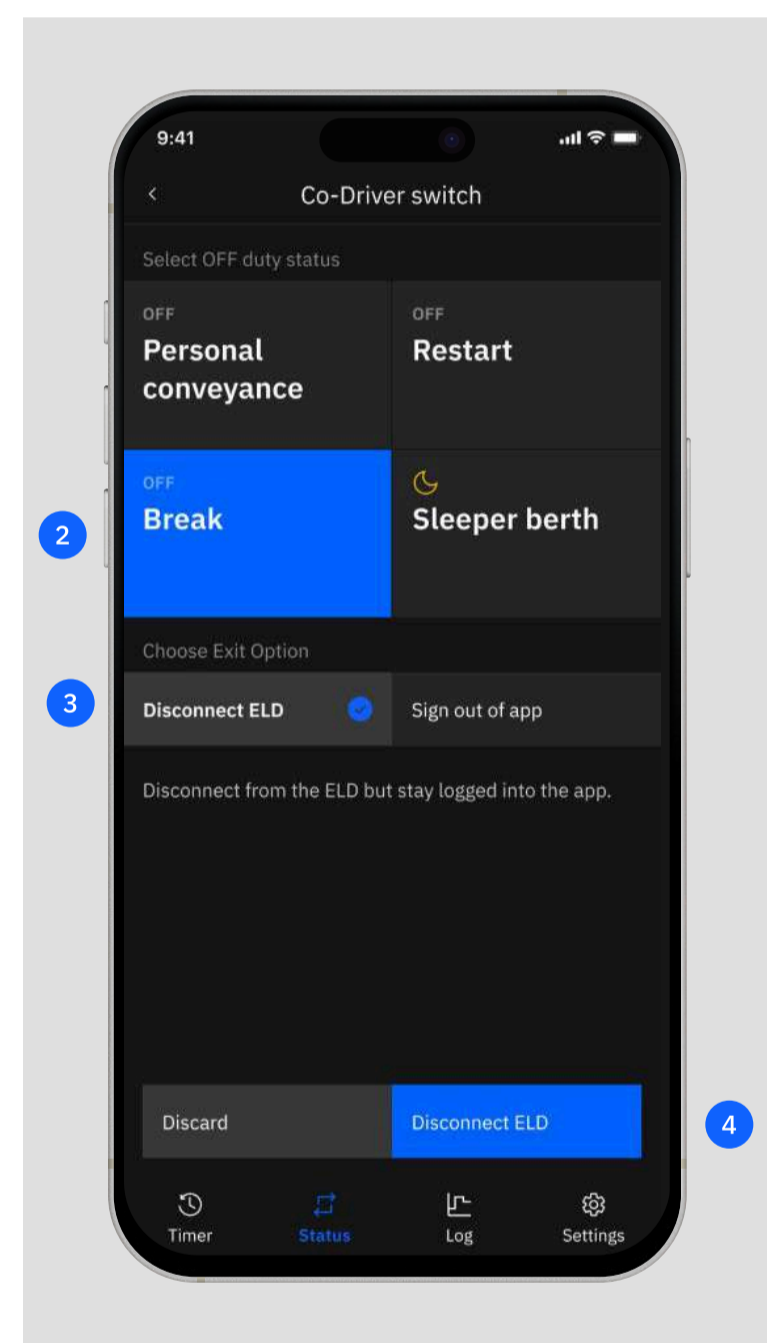 9:41
Co-Driver switch
Select OFF duty status
OFF
Personal
conveyance
OFF
Restart
OFF
Break
Sleeper berth
2
Choose Exit Option
3
Disconnect ELD
Sign out of app
Disconnect from the ELD but stay logged into the app.
Discard
Disconnect ELD
4
Timer
Status
Log
Settings